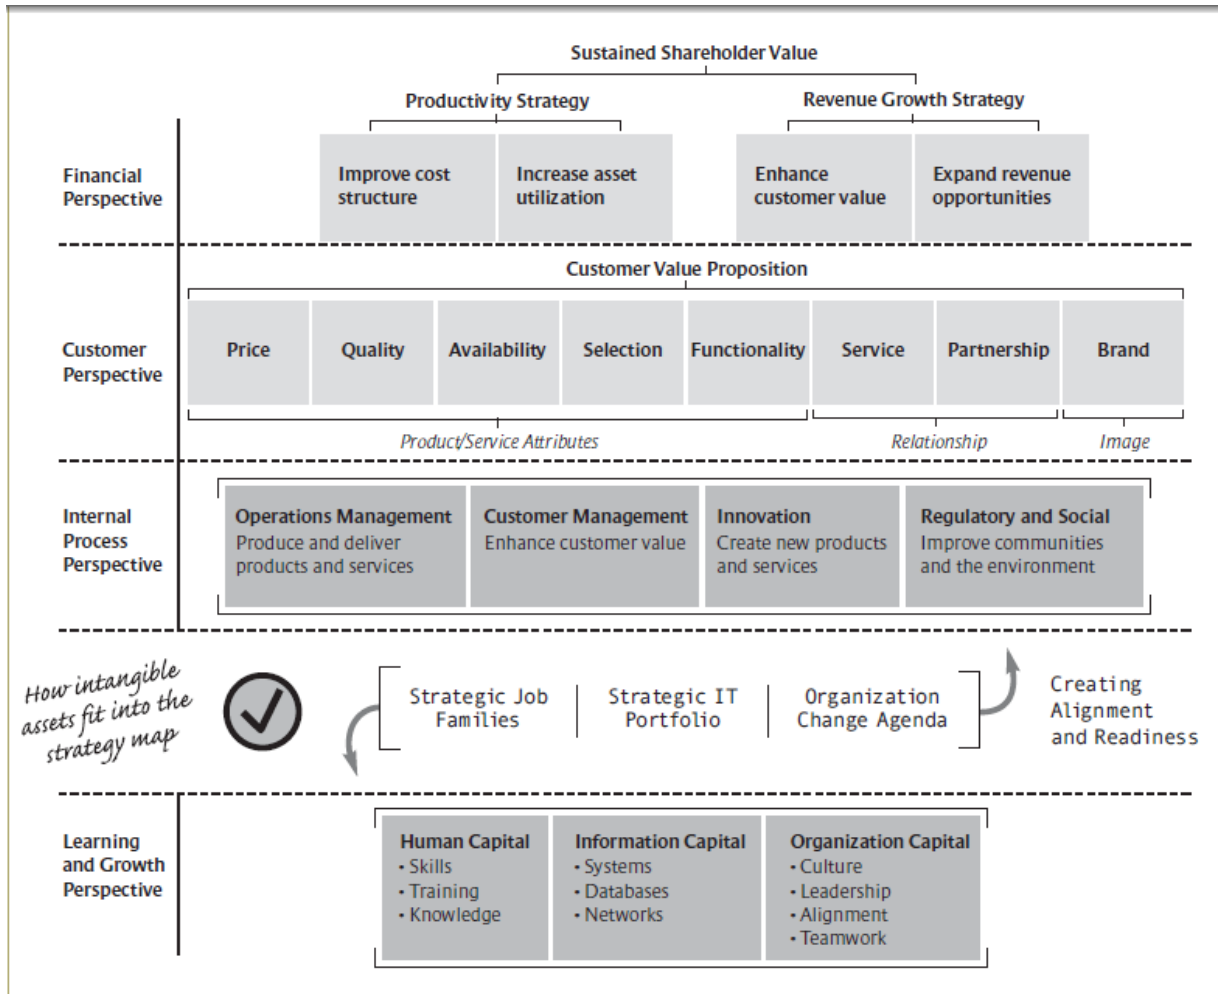 Sustained Shareholder Value
Productivity Strategy
Revenue Growth Strategy
Financial
Perspective
Improve cost
structure
Increase asset
utilization
Enhance
customer value
Expand revenue
opportunities
Customer Value Proposition
Customer
Perspective
Price
Quality
Availability
Selection
Functionality
Service
Partnership
Brand
Product/Service Attributes
Relationship
Image
Internal
Process
Perspective
Operations Management
Produce and deliver
products and services
Customer Management
Enhance customer value
Innovation
Create new products
and services
Regulatory and Social
Improve communities
and the environment
How intangible
assets fit into the
strategy map
Strategic Job
Families
Strategic IT
Portfolio
Organization
Change Agenda
Creating
Alignment
and Readiness
Learning
and Growth
Perspective
Human Capital
• Skills
• Training
• Knowledge
Information Capital
• Systems
• Databases
• Networks
Organization Capital
• Culture
• Leadership
• Alignment
• Teamwork